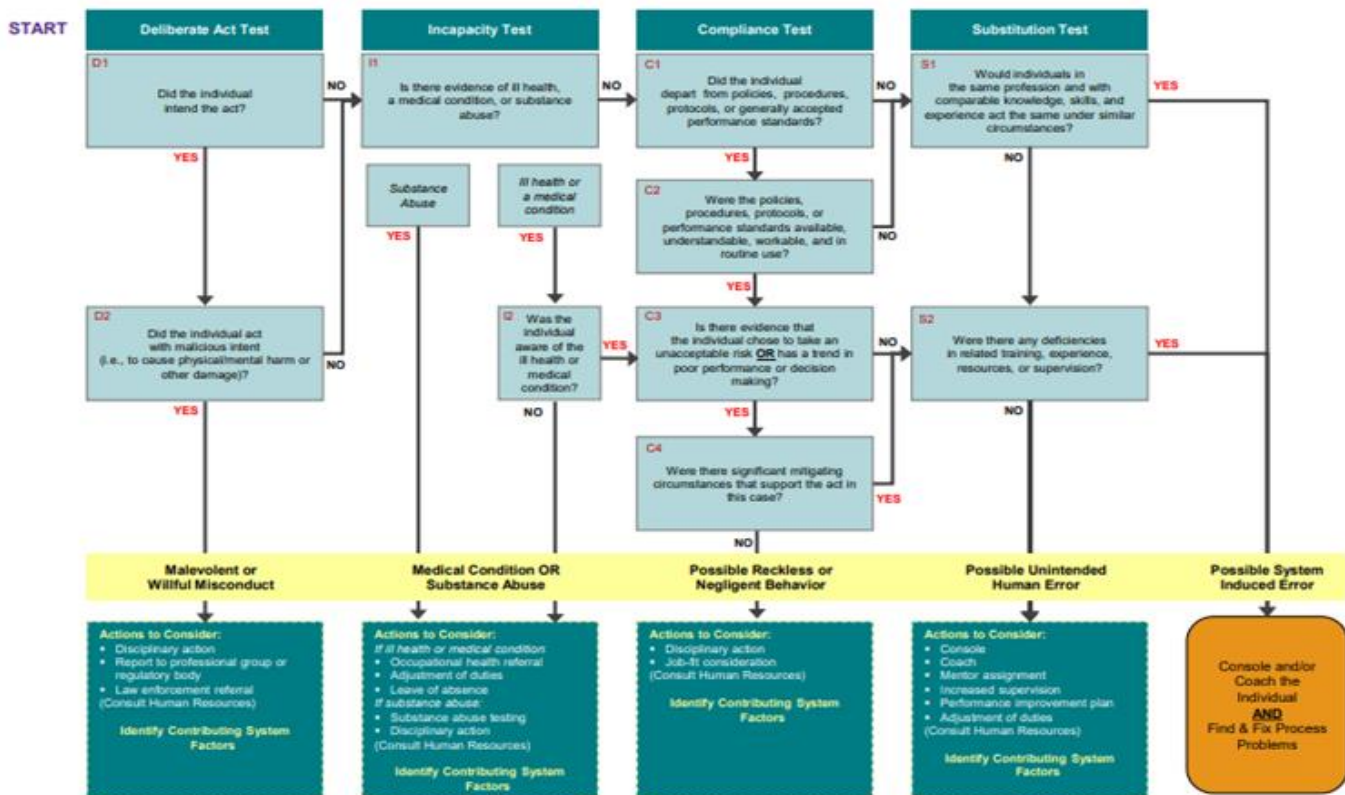 START
Deliberate Act Test
D1
Did the individual
intend the act?
NO
YES
D2
Did the individual act
with malicious intent
(i.e., to cause physical/mental harm or
other damage)?
NO
YES
Incapacity Test
I1
Is there evidence of ill health,
a medical condition, or substance
abuse?
NO
Substance
Abuse
YES
Ill health or
a medical
condition
YES
I2
Was the
individual
aware of the
ill health or
medical
condition?
YES
NO
Compliance Test
C1
Did the individual
depart from policies, procedures,
protocols, or generally accepted
performance standards?
NO
YES
C2
Were the policies,
procedures, protocols, or
performance standards available,
understandable, workable, and in
routine use?
NO
YES
C3
Is there evidence that
the individual chose to take an
unacceptable risk OR has a trend in
poor performance or decision
making?
NO
YES
C4
Were there significant mitigating
circumstances that support the act in
this case?
YES
NO
Substitution Test
S1
Would individuals in
the same profession and with
comparable knowledge, skills, and
experience act the same under similar
circumstances?
YES
NO
S2
Were there any deficiencies
in related training, experience,
resources, or supervision?
YES
NO
Malevolent or
Willful Misconduct
Medical Condition OR
Substance Abuse
Possible Reckless or
Negligent Behavior
Possible Unintended
Human Error
Possible System
Induced Error
Actions to Consider:
▪ Disciplinary action
▪ Report to professional group or
regulatory body
▪ Law enforcement referral
(Consult Human Resources)
Identify Contributing System
Factors
Actions to Consider:
If ill health or medical condition
▪ Occupational health referral
▪ Adjustment of duties
▪ Leave of absence
If substance abuse:
▪ Substance abuse testing
▪ Disciplinary action
(Consult Human Resources)
Identify Contributing System
Factors
Actions to Consider:
▪ Disciplinary action
▪ Job-fit consideration
(Consult Human Resources)
Identify Contributing System
Factors
Actions to Consider:
▪ Console
▪ Coach
▪ Mentor assignment
▪ Increased supervision
▪ Performance improvement plan
▪ Adjustment of duties
(Consult Human Resources)
Identify Contributing System
Factors
Console and/or
Coach the
Individual
AND
Find & Fix Process
Problems